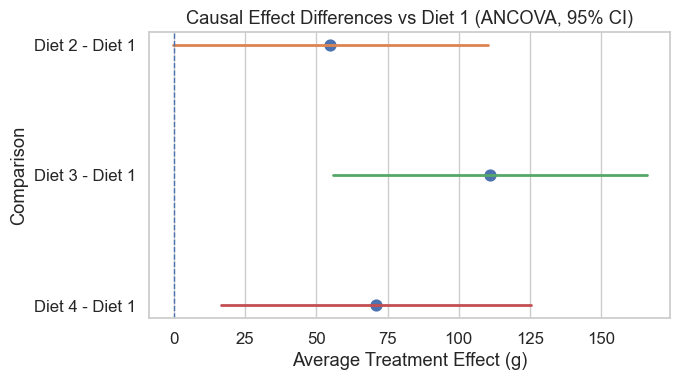 Causal Effect Differences vs Diet 1 (ANCOVA, 95% CI)
Diet 2 - Diet 1
Diet 3 - Diet 1
Diet 4 - Diet 1
Comparison
0 25 50 75 100 125 150
Average Treatment Effect (g)